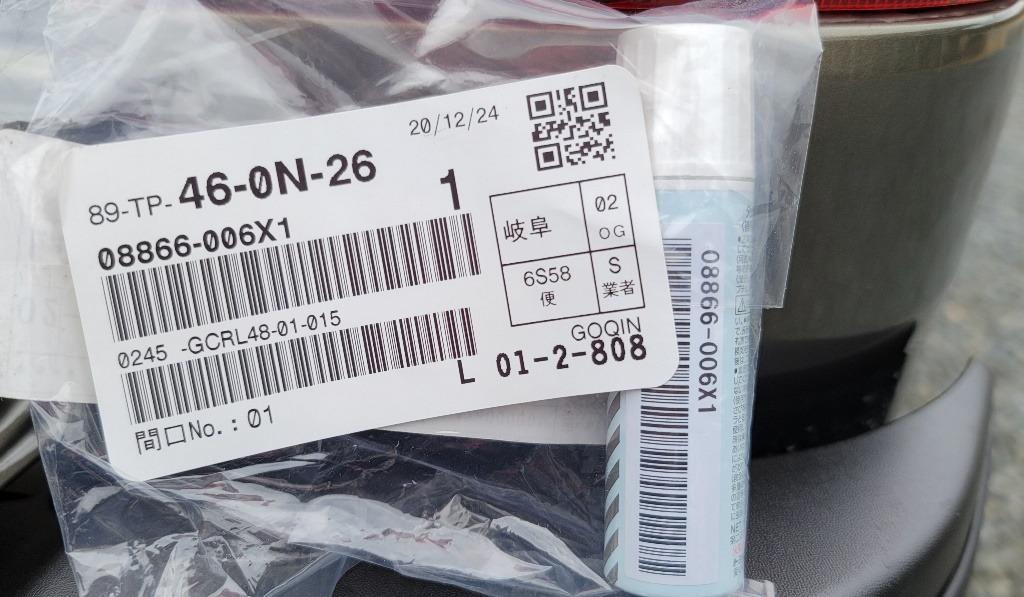 20/12/24
89-TP-46-0N-26
1
08866-006X1
岐阜
02
OG
6S58
便
S
業者
0245 -GCRL48-01-015
GOQIN
L 01-2-808
間口No.：01
08866-006X1